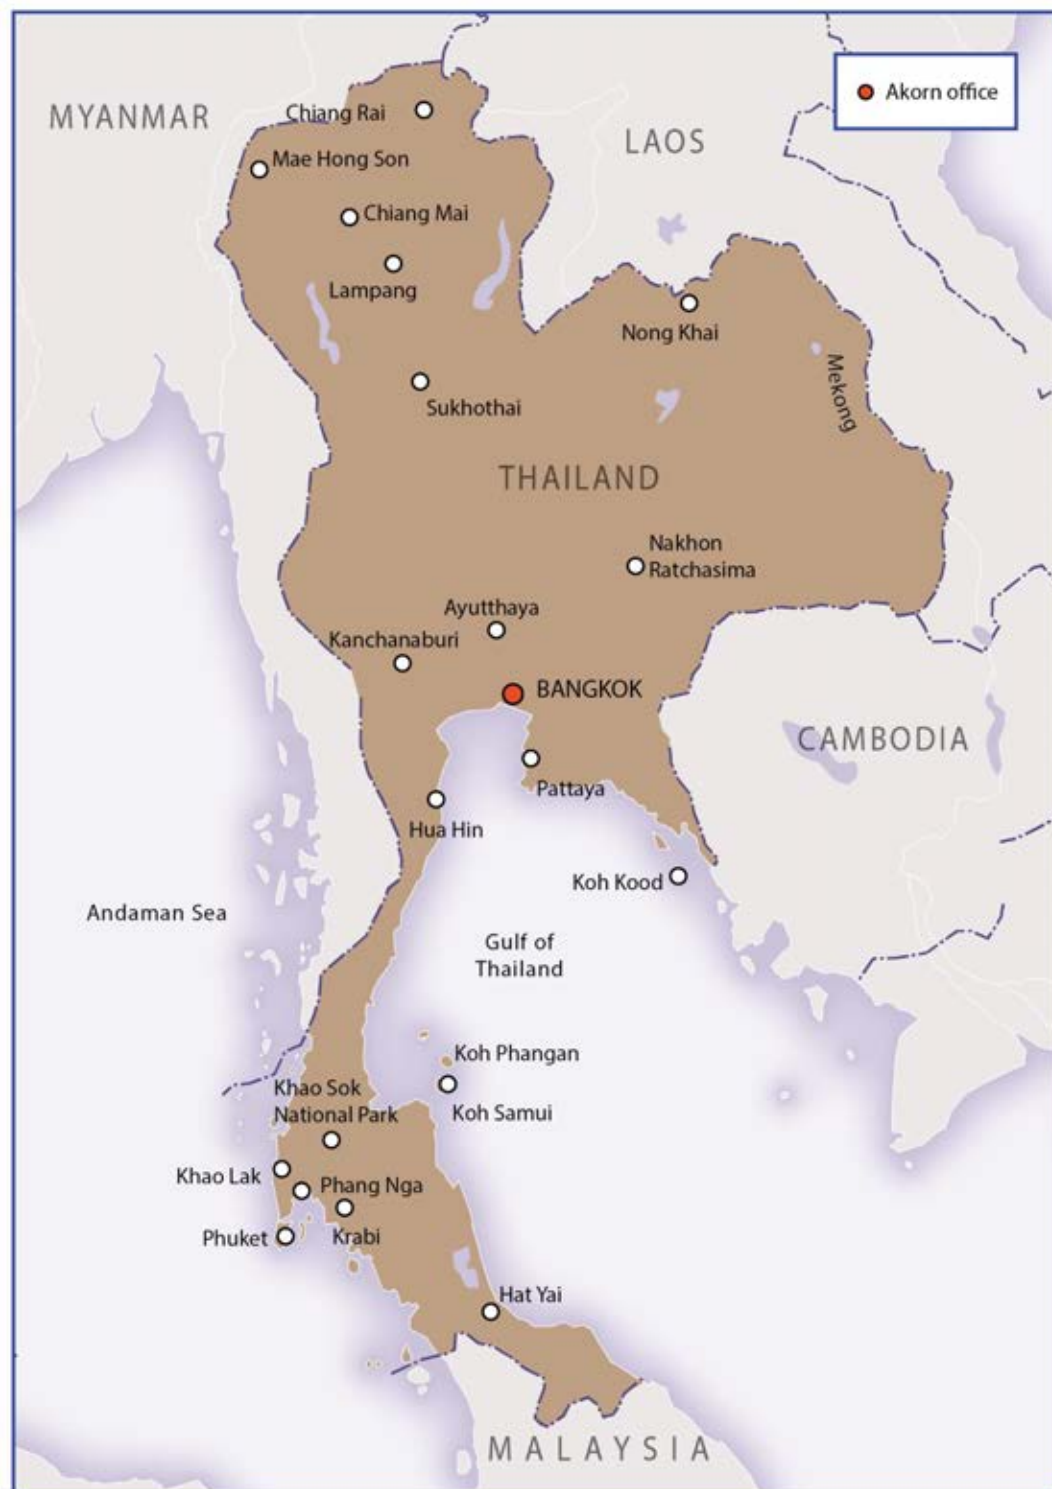 Akorn office
MYANMAR
Chiang Rai
LAOS
Mae Hong Son
Chiang Mai
Lampang
Nong Khai
Mekong
Sukhothai
THAILAND
Nakhon
Ratchasima
Ayutthaya
Kanchanaburi
BANGKOK
CAMBODIA
Pattaya
Hua Hin
Koh Kood
Andaman Sea
Gulf of
Thailand
Koh Phangan
Khao Sok
National Park
Koh Samui
Khao Lak
Phang Nga
Phuket
Krabi
Hat Yai
MALAYSIA